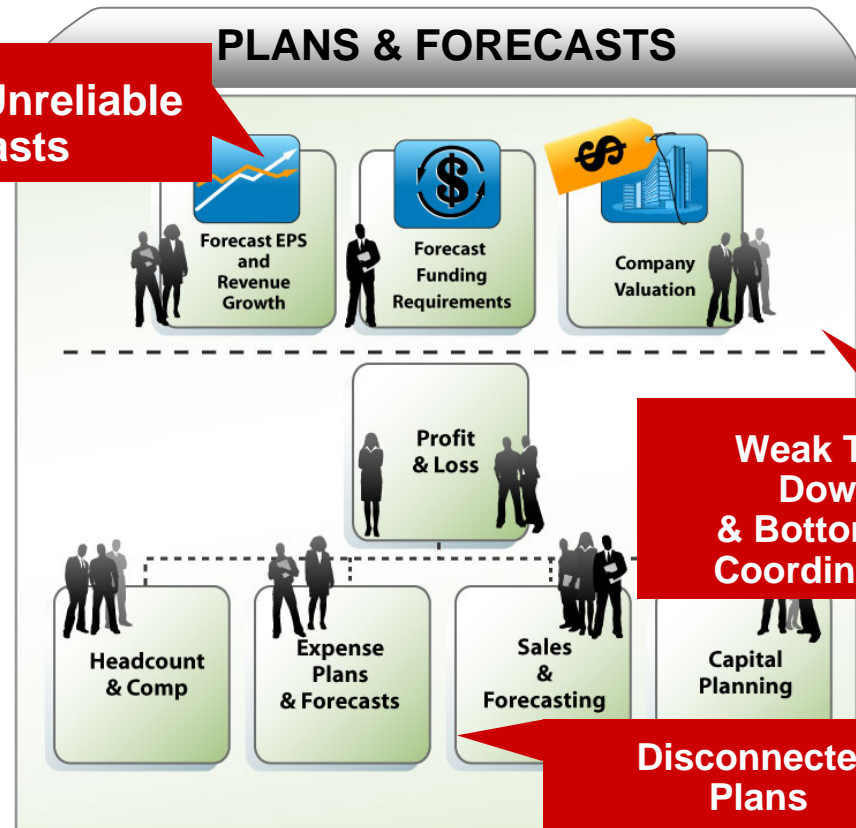 PLANS & FORECASTS
Unreliable
asts
Forecast EPS
and
Revenue
Growth
$
Forecast
Funding
Requirements
$
Company
Valuation
Profit
& Loss
Weak T
Dow
& Bottom
Coordin
Headcount
& Comp
Expense
Plans
& Forecasts
Sales
&
Forecasting
Capital
Planning
Disconnecte
Plans